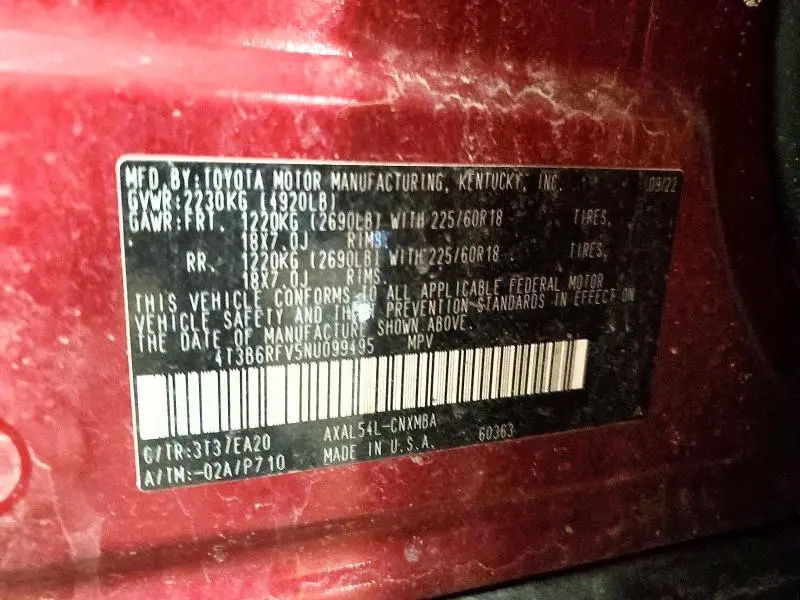 MFD. BY: TOYOTA MOTOR MANUFACTURING, KENTUCKY, INC. 09/22
GVWR: 2230KG (4920LB)
GAWR: FRT. 1220KG (2690LB) WITH 225/60R18 TIRES,
18X7.0J RIMS.
RR. 1220KG (2690LB) WITH 225/60R18 TIRES,
18X7.0J RIMS.
THIS VEHICLE CONFORMS TO ALL APPLICABLE FEDERAL MOTOR
VEHICLE SAFETY AND THEFT PREVENTION STANDARDS IN EFFECT ON
THE DATE OF MANUFACTURE SHOWN ABOVE.
4T3B6RFV5NU099495 MPV
C/TR:3T37EA20 AXAL54L-CNXMBA
A/TM:-02A/P710 MADE IN U.S.A. 60363